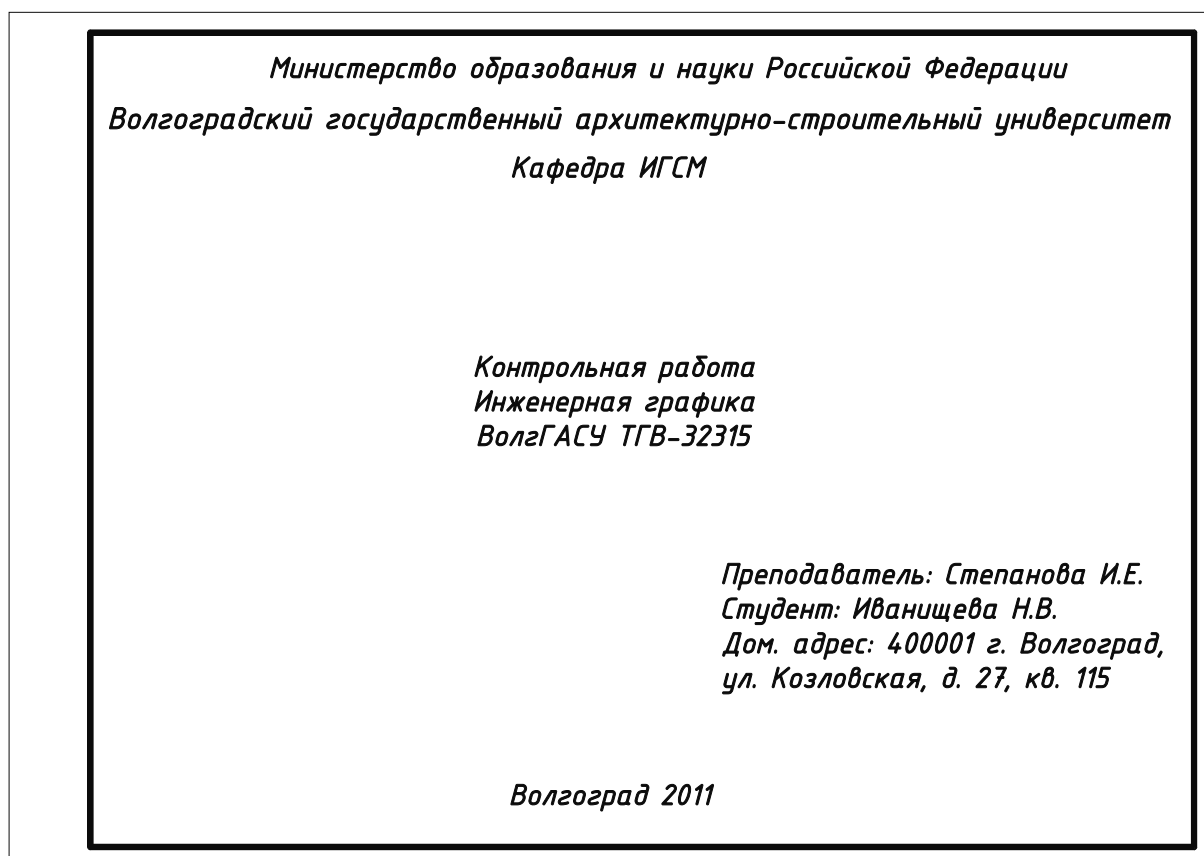 Министерство образования и науки Российской Федерации
Волгоградский государственный архитектурно-строительный университет
Кафедра ИГСМ
Контрольная работа
Инженерная графика
ВолгГАСУ ТГВ-32315
Преподаватель: Степанова И.Е.
Студент: Иванищева Н.В.
Дом. адрес: 400001 г. Волгоград,
ул. Козловская, д. 27, кв. 115
Волгоград 2011